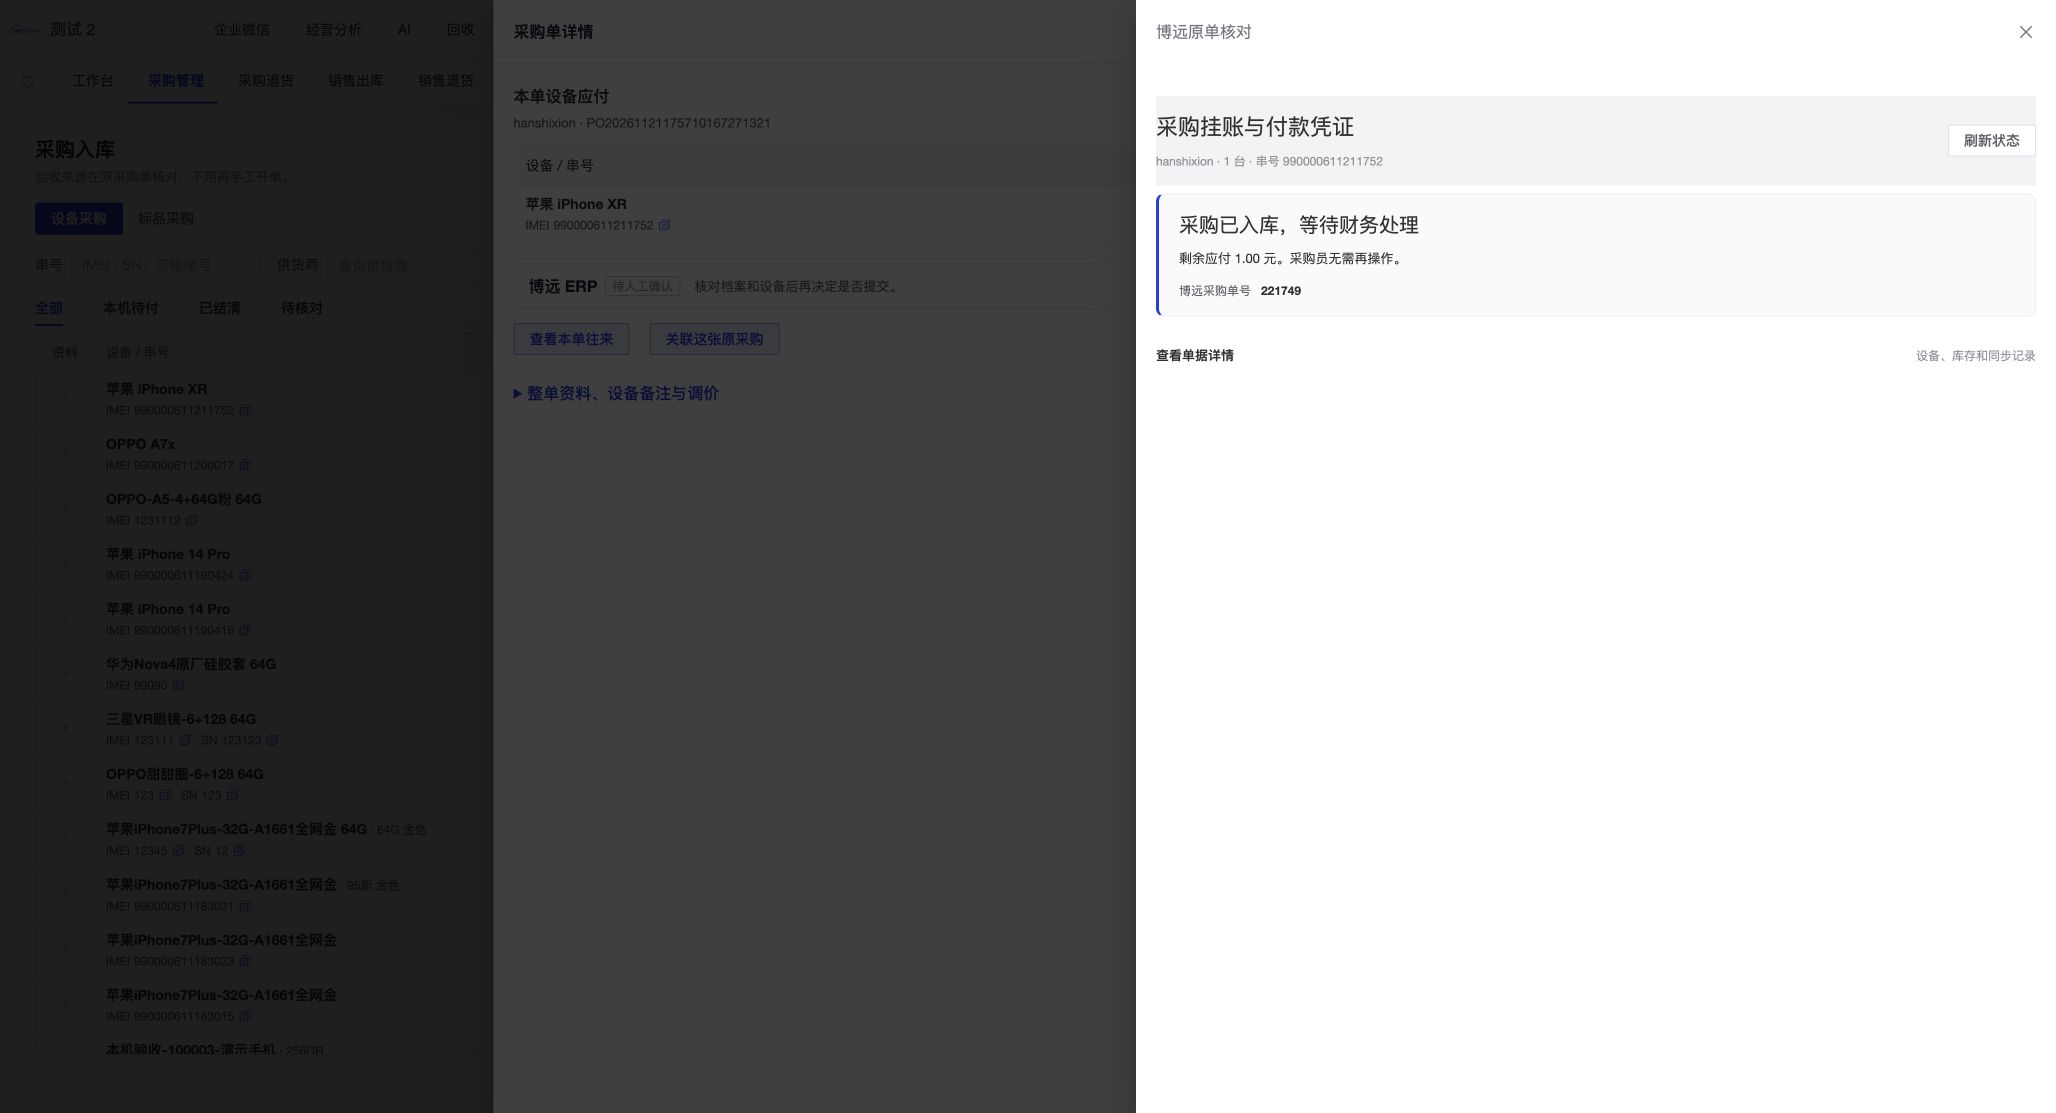 测试 2
企业微信
经营分析
AI
回收
工作台
采购管理
采购退货
销售出库
销售退货
采购入库
回收来源在原采购单核对，不用再手工开单。
设备采购
标品采购
串号
IMEI / SN，可输尾号
供货商
查询供货商
全部
本机待付
已结清
待核对
资料
设备 / 串号
苹果 iPhone XR
IMEI 990000611211752
OPPO A7x
IMEI 990000611200017
OPPO-A5-4+64G粉 64G
IMEI 1231112
苹果 iPhone 14 Pro
IMEI 990000611190424
苹果 iPhone 14 Pro
IMEI 990000611190416
华为Nova4原厂硅胶套 64G
IMEI 99090
三星VR眼镜-6+128 64G
IMEI 123111 SN 123123
OPPO甜甜圈-6+128 64G
IMEI 123 SN 123
苹果iPhone7Plus-32G-A1661全网金 64G · 64G 金色
IMEI 12345 SN 12
苹果iPhone7Plus-32G-A1661全网金 · 95新 金色
IMEI 990000611183031
苹果iPhone7Plus-32G-A1661全网金
IMEI 990000611183023
苹果iPhone7Plus-32G-A1661全网金
IMEI 990000611183015
本机验收-100003-演示手机 · 256GB
采购单详情
本单设备应付
hanshixion · PO20261121175710167271321
设备 / 串号
苹果 iPhone XR
IMEI 990000611211752
博远 ERP 待人工确认 核对档案和设备后再决定是否提交。
查看本单往来
关联这张原采购
整单资料、设备备注与调价
博远原单核对
采购挂账与付款凭证
hanshixion · 1 台 · 串号 990000611211752
刷新状态
采购已入库，等待财务处理
剩余应付 1.00 元。采购员无需再操作。
博远采购单号 221749
查看单据详情
设备、库存和同步记录